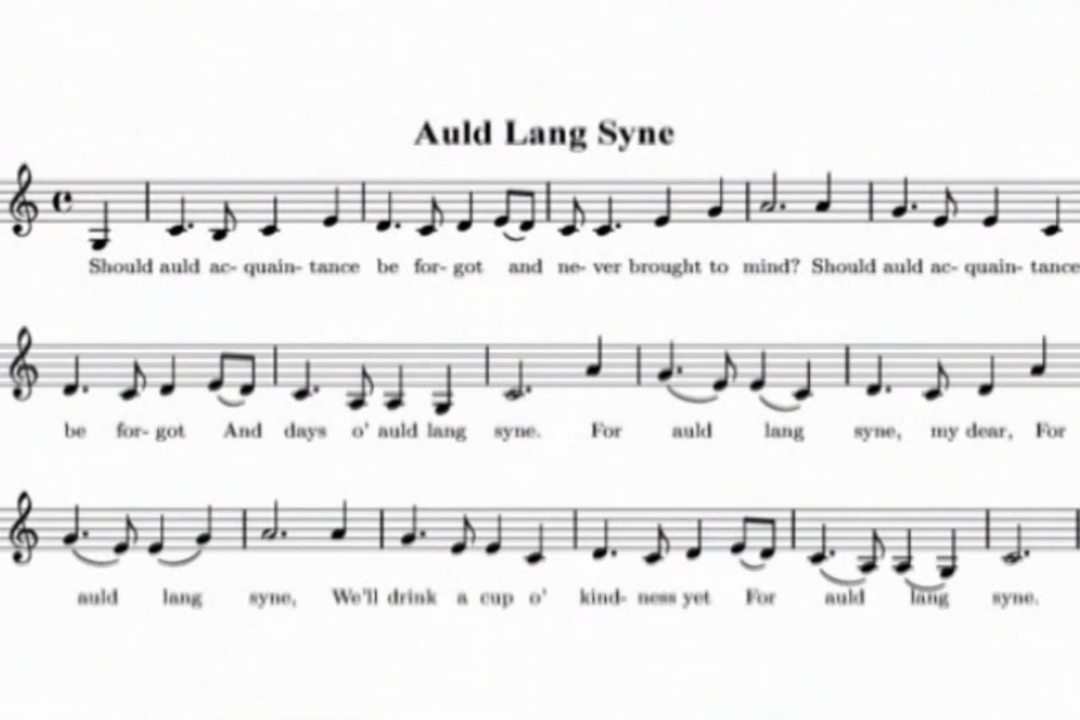 Auld Lang Syne
Should auld ac- quain- tance be for- got and ne- ver brought to mind? Should auld ac- quain- tance
be for- got And days o' auld lang syne. For auld lang syne, my dear, For
auld lang syne, We'll drink a cup o' kind- ness yet For auld lang syne.